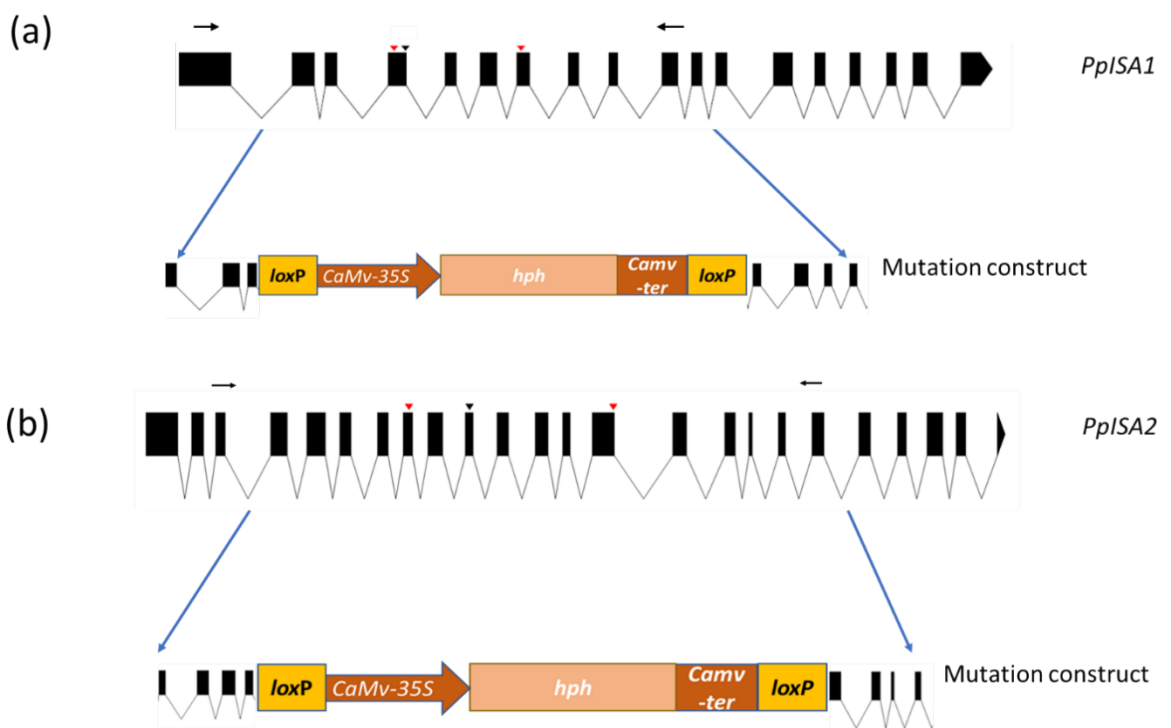 (a)
PpISA1
loxP
CaMv-35S
hph
Camv
-ter
loxP
Mutation construct
(b)
PpISA2
loxP
CaMv-35S
hph
Camv
-ter
loxP
Mutation construct